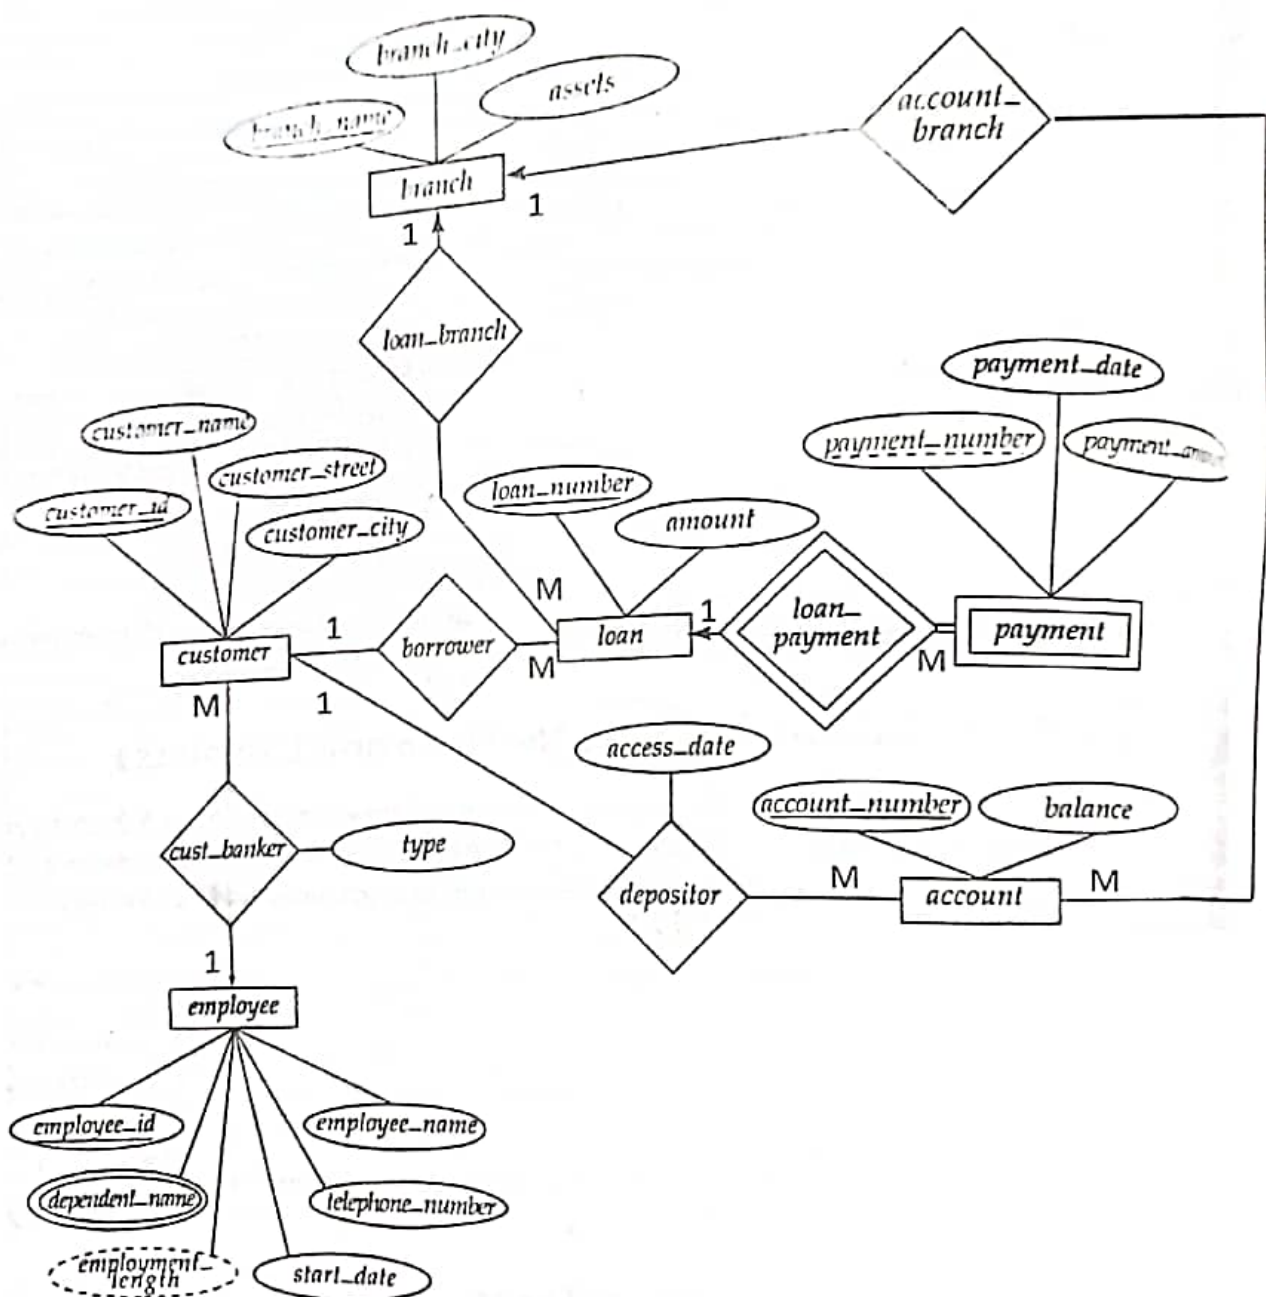 branch_city
assets
branch_name
branch
account_
branch
1
1
loan_branch
payment_date
customer_name
payment_number
customer_street
loan_number
customer_id
amount
customer_city
M
loan_
payment
1
payment
1
borrower
loan
customer
M
M
M
1
access_date
account_number
balance
cust_banker
type
depositor
M
account
M
1
employee
employee_id
employee_name
dependent_name
telephone_number
employment_
length
start_date